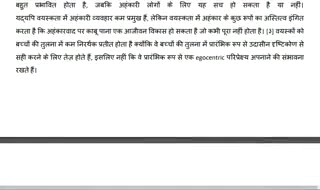 बहुत प्रभावित होता है, जबकि अहंकारी लोगों के लिए यह सच हो सकता है या नहीं।
यद्यपि वयस्कता में अहंकारी व्यवहार कम प्रमुख हैं, लेकिन वयस्कता में अहंकार के कुछ रूपों का अस्तित्व इंगित
करता है कि अहंकारवाद पर काबू पाना एक आजीवन विकास हो सकता है जो कभी पूरा नहीं होता है। [3] वयस्कों को
बच्चों की तुलना में कम निरर्थक प्रतीत होता है क्योंकि वे बच्चों की तुलना में प्रारंभिक रूप से उदासीन दृष्टिकोण से
सही करने के लिए तेज़ होते हैं, इसलिए नहीं कि वे प्रारंभिक रूप से एक egocentric परिप्रेक्ष्य अपनाने की संभावना
रखते हैं।